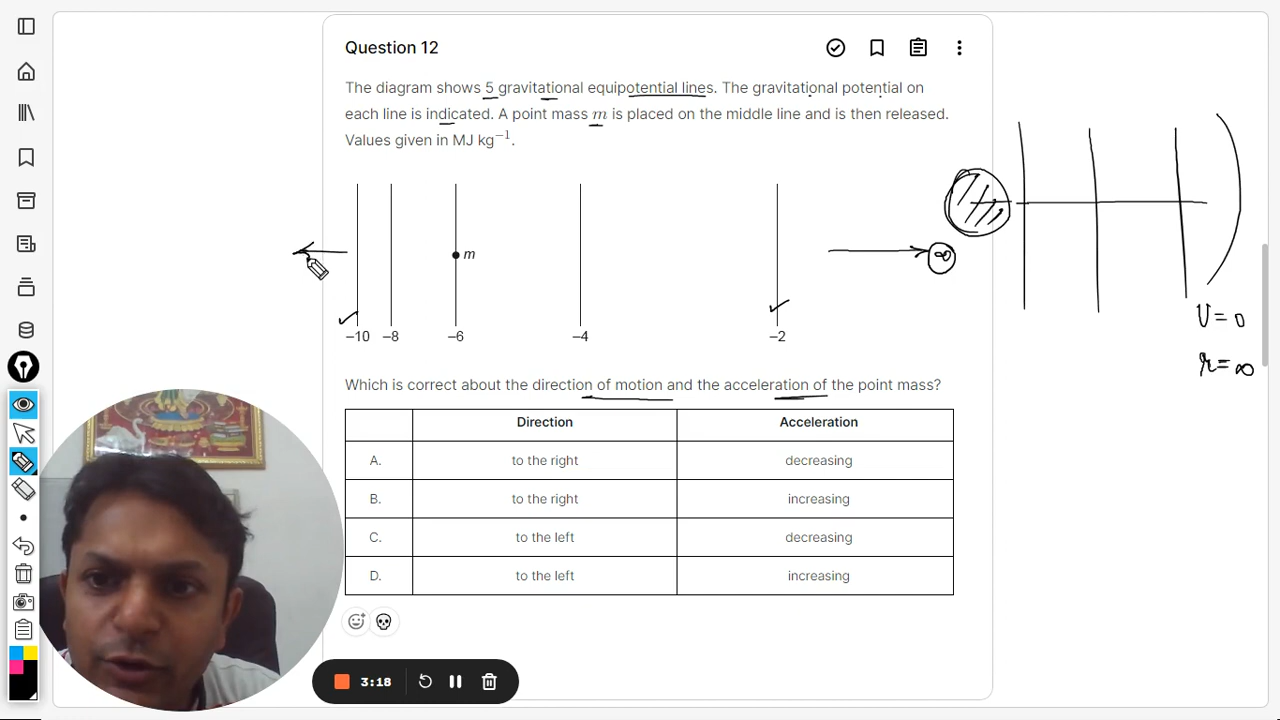 Question 12
The diagram shows 5 gravitational equipotential lines. The gravitational potential on
each line is indicated. A point mass m is placed on the middle line and is then released.
Values given in MJ kg⁻¹.
m
∞
−10 −8 −6 −4 −2
U = 0
r = ∞
Which is correct about the direction of motion and the acceleration of the point mass?
Direction Acceleration
A. to the right decreasing
B. to the right increasing
C. to the left decreasing
D. to the left increasing
3:18